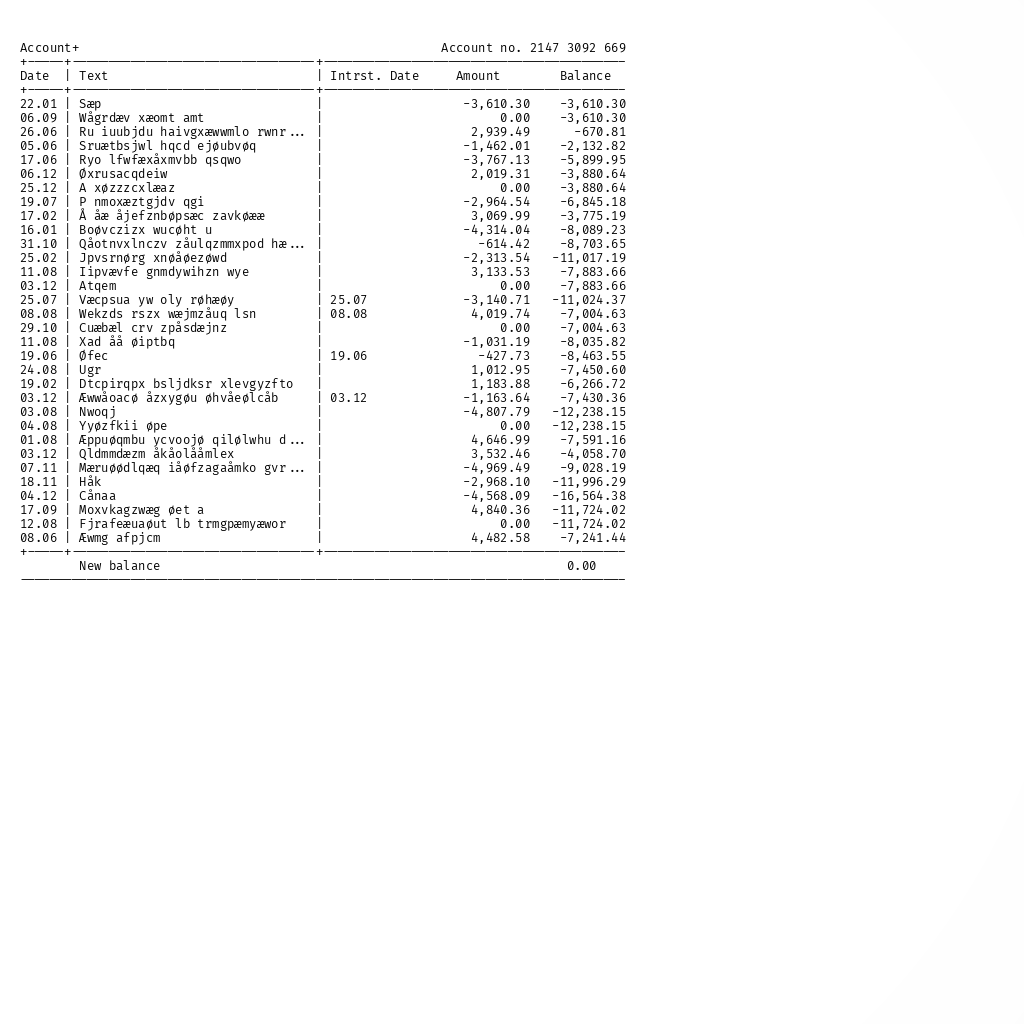 Account+ Account no. 2147 3092 669
+-----+---------------------------------+-----------------------------------------
Date | Text | Intrst. Date Amount Balance
+-----+---------------------------------+-----------------------------------------
22.01 | Sæp | -3,610.30 -3,610.30
06.09 | Wågrdæv xæomt amt | 0.00 -3,610.30
26.06 | Ru iuubjdu haivgxæwwmlo rwnr... | 2,939.49 -670.81
05.06 | Sruætbsjwl hqcd ejøubvøq | -1,462.01 -2,132.82
17.06 | Ryo lfwfæxåxmvbb qsqwo | -3,767.13 -5,899.95
06.12 | Øxrusacqdeiw | 2,019.31 -3,880.64
25.12 | A xøzzzcxlæaz | 0.00 -3,880.64
19.07 | P nmoxæztgjdv qgi | -2,964.54 -6,845.18
17.02 | Å åæ åjefznbøpsæc zavkøææ | 3,069.99 -3,775.19
16.01 | Boøvczizx wucøht u | -4,314.04 -8,089.23
31.10 | Qåotnvxlnczv zåulqzmmxpod hæ... | -614.42 -8,703.65
25.02 | Jpvsrnørg xnøåøezøwd | -2,313.54 -11,017.19
11.08 | Iipvævfe gnmdywihzn wye | 3,133.53 -7,883.66
03.12 | Atqem | 0.00 -7,883.66
25.07 | Væcpsua yw oly røhæøy | 25.07 -3,140.71 -11,024.37
08.08 | Wekzds rszx wæjmzåuq lsn | 08.08 4,019.74 -7,004.63
29.10 | Cuæbæl crv zpåsdæjnz | 0.00 -7,004.63
11.08 | Xad åå øiptbq | -1,031.19 -8,035.82
19.06 | Øfec | 19.06 -427.73 -8,463.55
24.08 | Ugr | 1,012.95 -7,450.60
19.02 | Dtcpirqpx bsljdksr xlevgyzfto | 1,183.88 -6,266.72
03.12 | Æwwåoacø åzxygøu øhvåeølcåb | 03.12 -1,163.64 -7,430.36
03.08 | Nwoqj | -4,807.79 -12,238.15
04.08 | Yyøzfkii øpe | 0.00 -12,238.15
01.08 | Æppuøqmbu ycvoojø qilølwhu d... | 4,646.99 -7,591.16
03.12 | Qldmmdæzm åkåolååmlex | 3,532.46 -4,058.70
07.11 | Mæruøødlqæq iåøfzagaåmko gvr... | -4,969.49 -9,028.19
18.11 | Håk | -2,968.10 -11,996.29
04.12 | Cånaa | -4,568.09 -16,564.38
17.09 | Moxvkagzwæg øet a | 4,840.36 -11,724.02
12.08 | Fjrafeæuaøut lb trmgpæmyæwor | 0.00 -11,724.02
08.06 | Æwmg afpjcm | 4,482.58 -7,241.44
+-----+---------------------------------+-----------------------------------------
New balance 0.00
----------------------------------------------------------------------------------